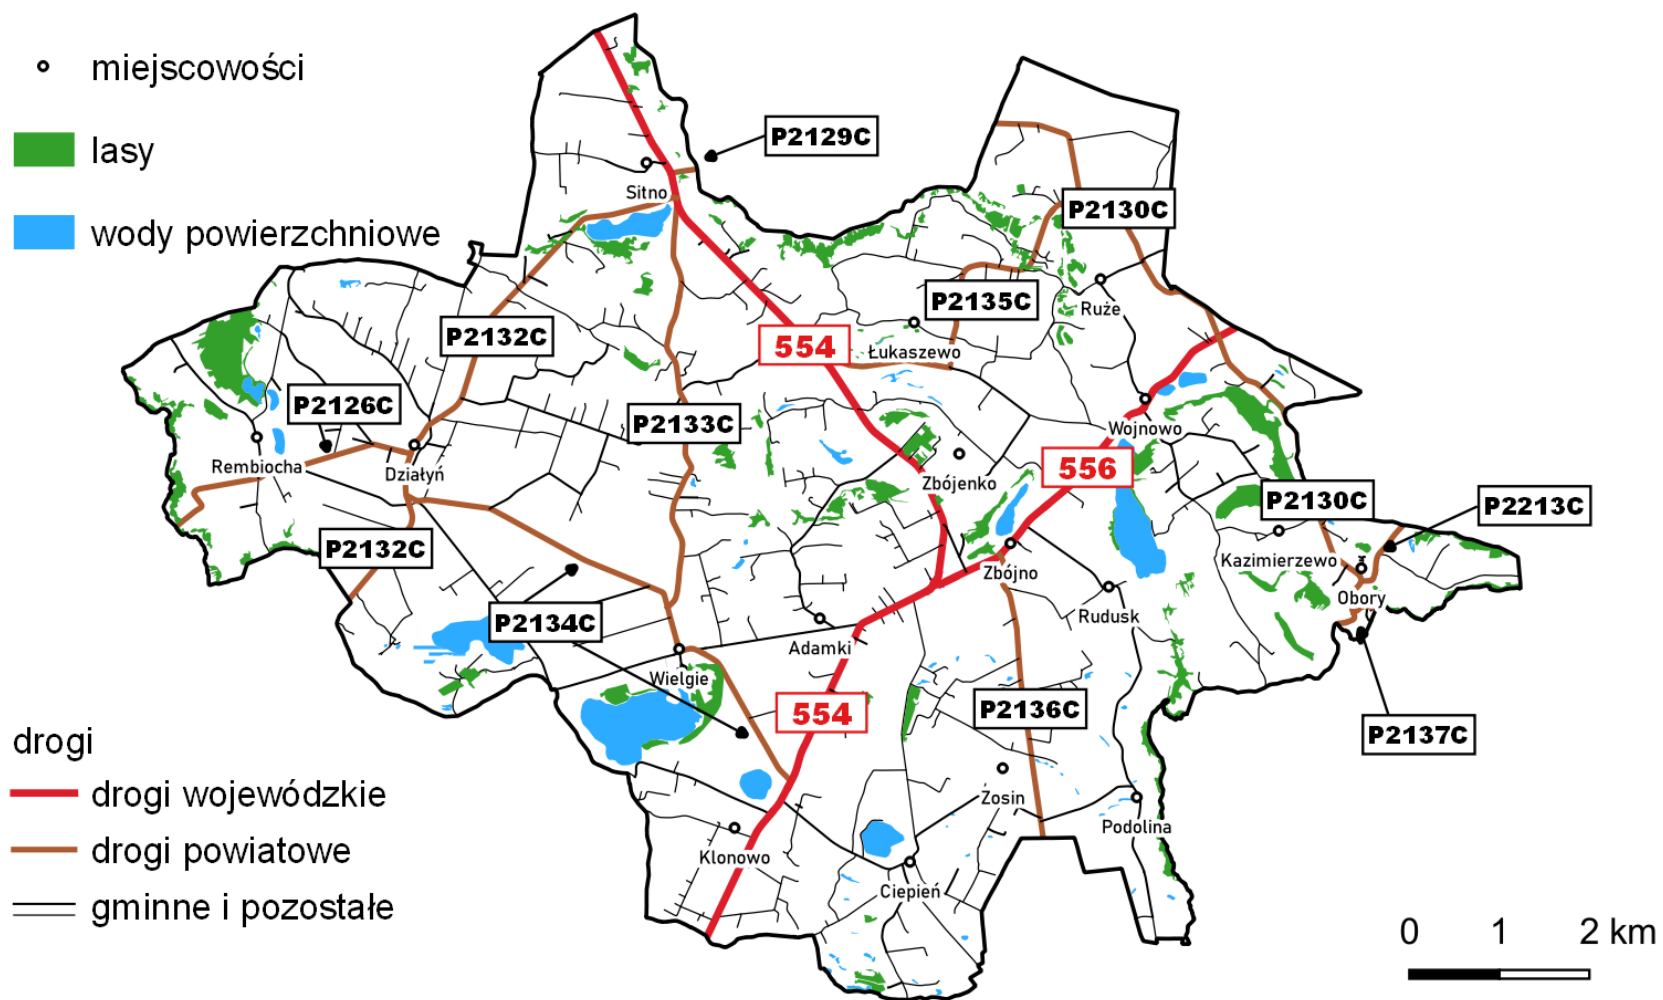 miejscowości
lasy
wody powierzchniowe
P2129C
Sitno
P2130C
P2135C
Ruże
P2132C
554
Łukaszewo
P2126C
P2133C
Wojnowo
Rembiocha
Działyń
556
Zbójenko
P2130C
P2213C
P2132C
Kazimierzewo
Zbójno
Obory
P2134C
Rudusk
Adamki
Wielgie
554
P2136C
P2137C
drogi
drogi wojewódzkie
drogi powiatowe
gminne i pozostałe
Zosin
Podolina
Klonowo
Ciepień
0 1 2 km